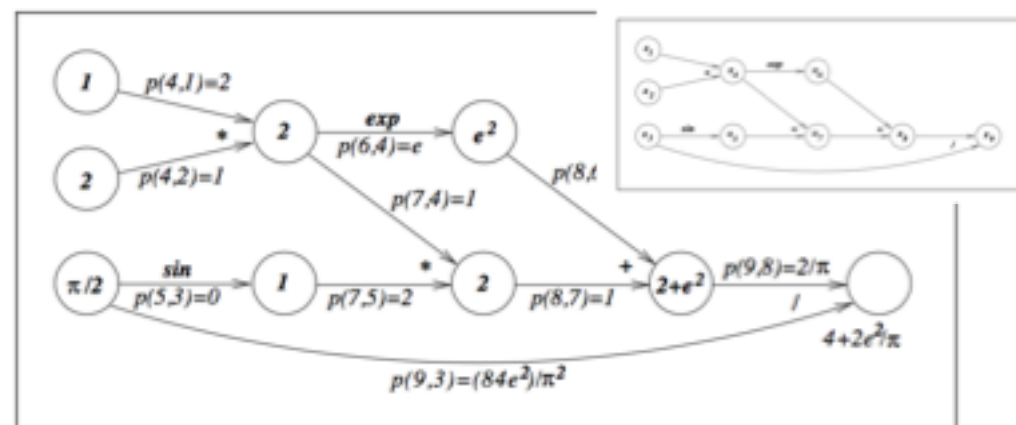 1
p(4,1)=2
*
2
p(4,2)=1
2
exp
p(6,4)=e
e²
p(7,4)=1
p(8,
π/2
sin
p(5,3)=0
1
p(7,5)=2
*
2
p(8,7)=1
+
2+e²
p(9,8)=2/π
/
4+2e²/π
p(9,3)=(84e²)/π²
exp
sin